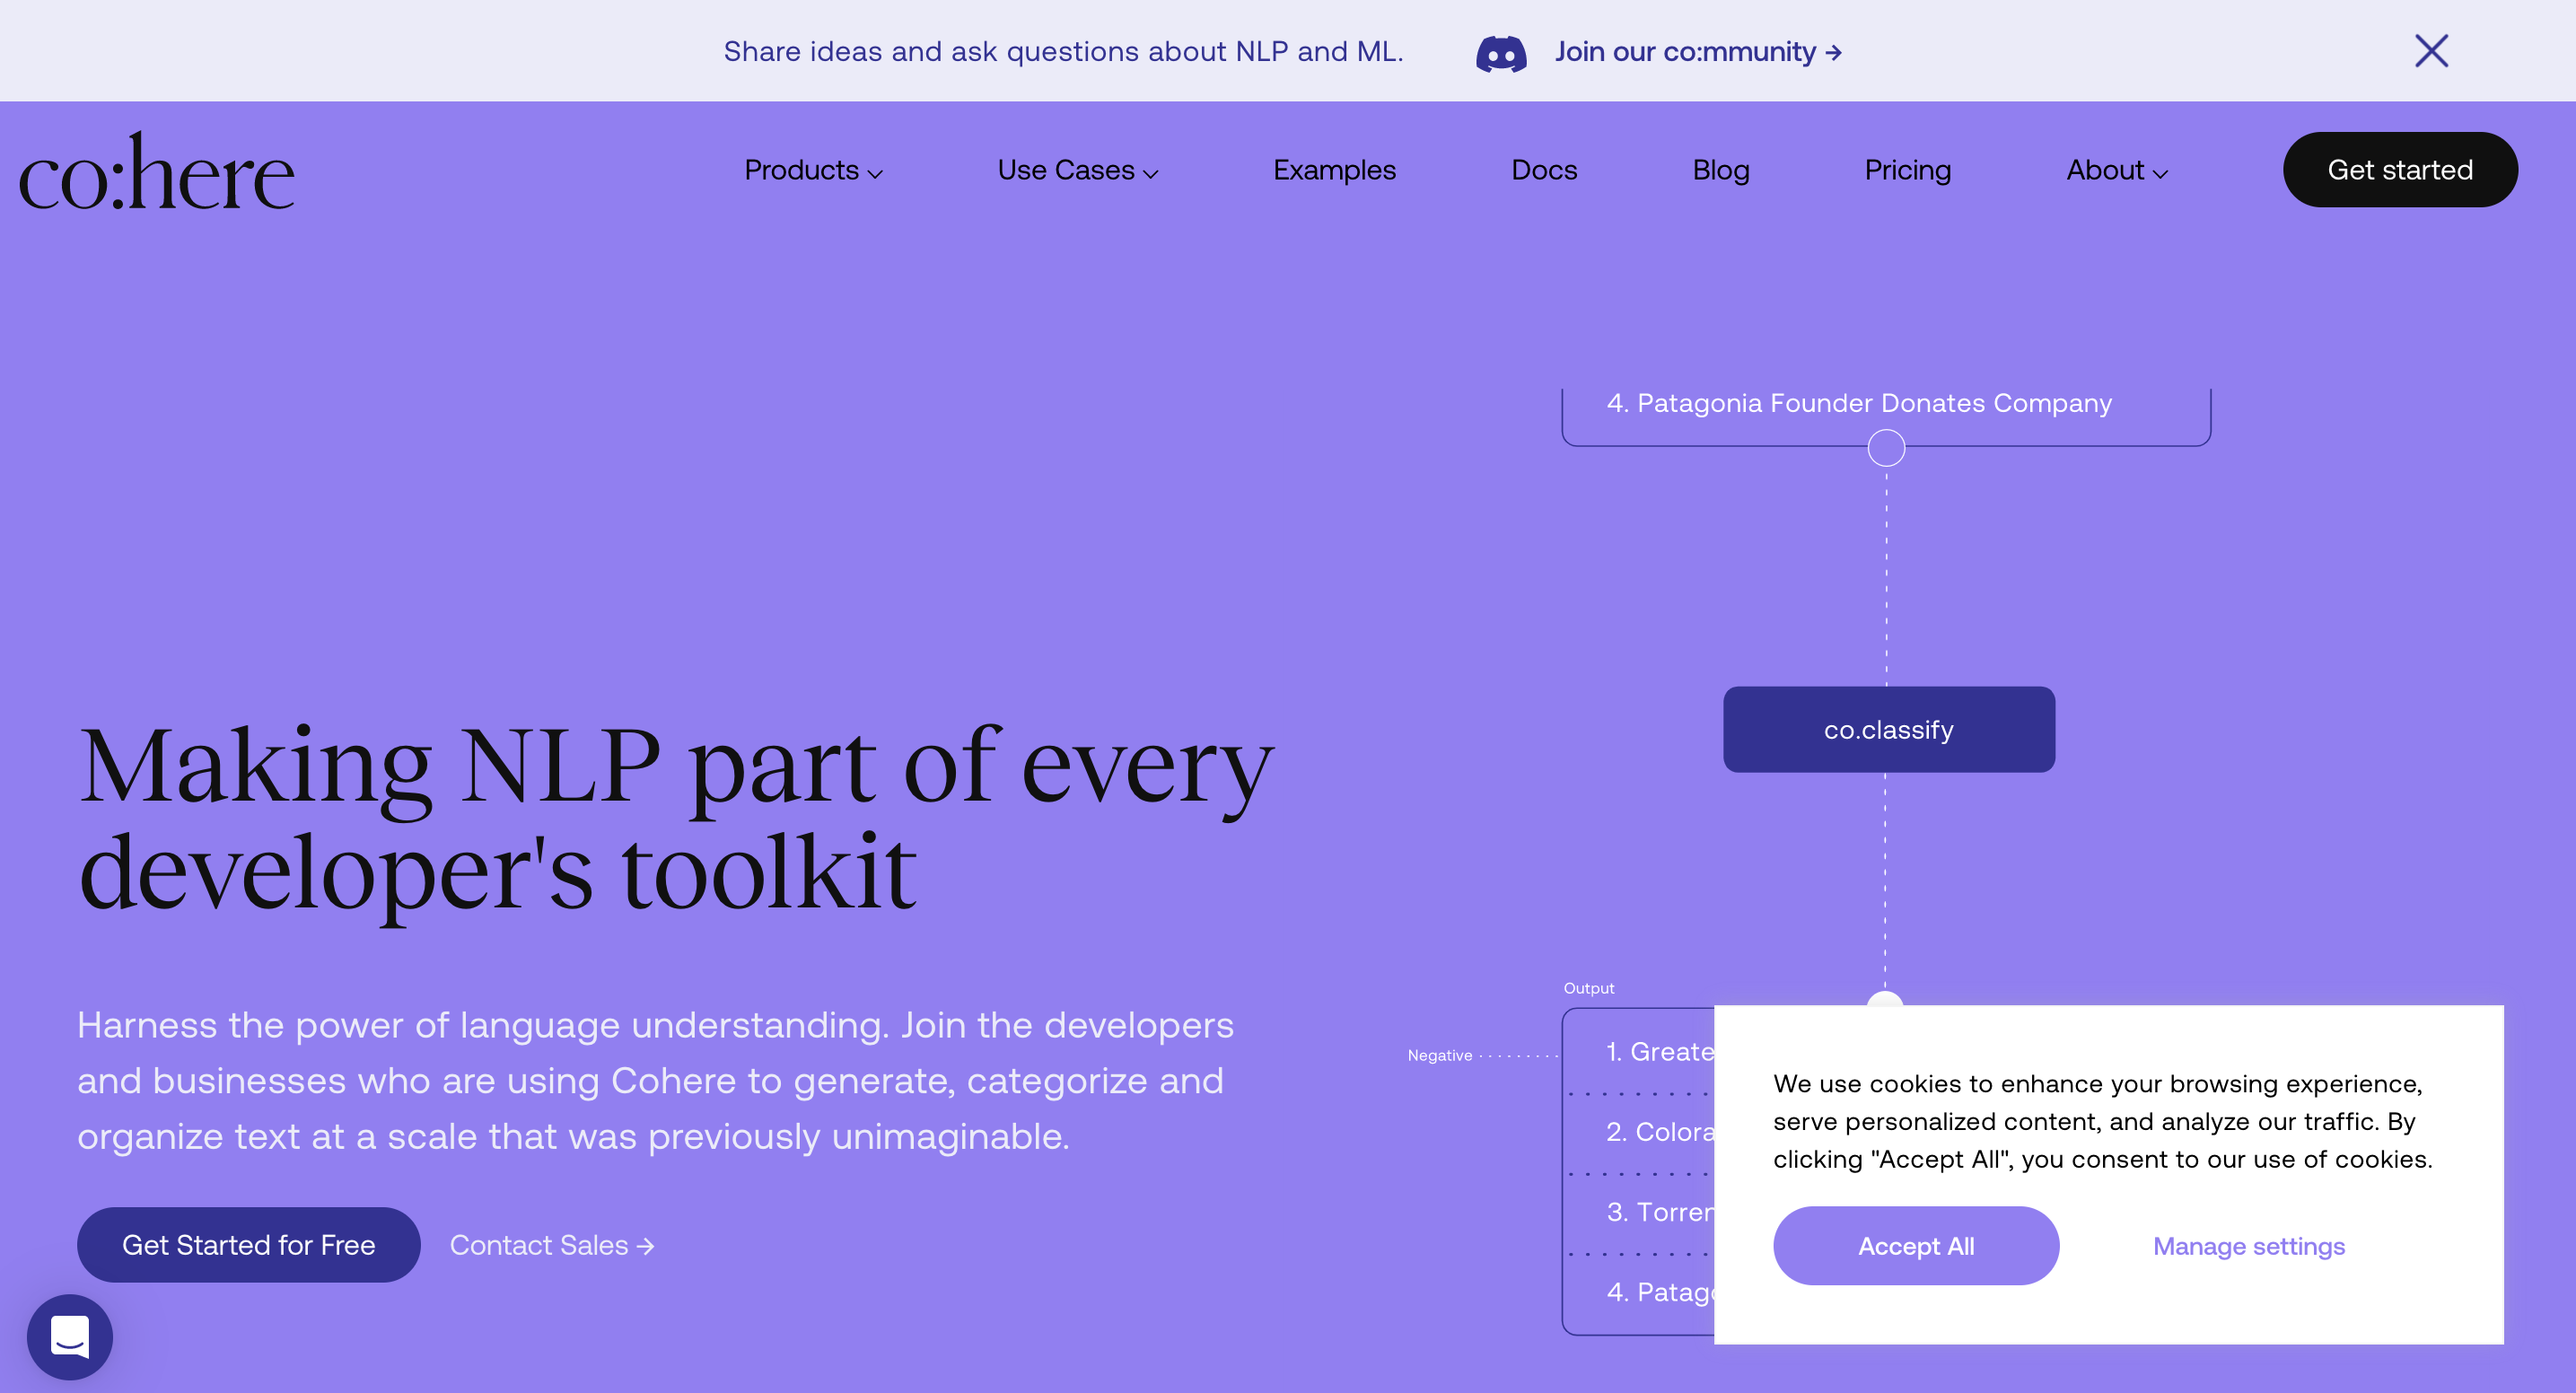 Share ideas and ask questions about NLP and ML.
Join our co:mmunity →
co:here
Products
Use Cases
Examples
Docs
Blog
Pricing
About
Get started
4. Patagonia Founder Donates Company
co.classify
Making NLP part of every
developer's toolkit
Harness the power of language understanding. Join the developers
and businesses who are using Cohere to generate, categorize and
organize text at a scale that was previously unimaginable.
Get Started for Free
Contact Sales →
Output
Negative
1. Greate
2. Colora
3. Torren
4. Patago
We use cookies to enhance your browsing experience,
serve personalized content, and analyze our traffic. By
clicking "Accept All", you consent to our use of cookies.
Accept All
Manage settings